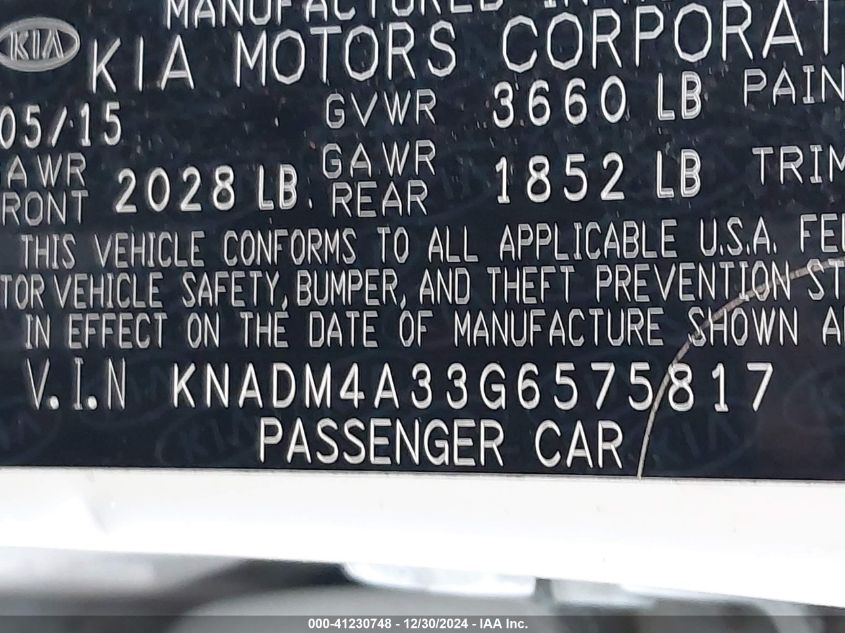 MANUFACTURED IN
KIA KIA MOTORS CORPORAT
05/15 GVWR 3660 LB PAIN
AWR FRONT 2028 LB GAWR REAR 1852 LB TRIM
THIS VEHICLE CONFORMS TO ALL APPLICABLE U.S.A. FE
TOR VEHICLE SAFETY, BUMPER, AND THEFT PREVENTION ST
IN EFFECT ON THE DATE OF MANUFACTURE SHOWN A
V.I.N KNADM4A33G6575817
PASSENGER CAR
000-41230748 - 12/30/2024 - IAA Inc.